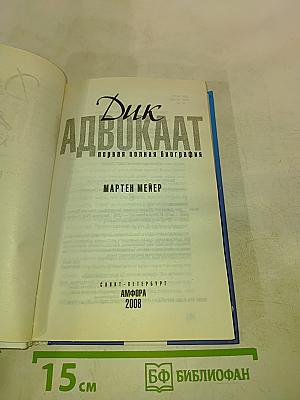 Дик
АДВОКААТ
первая полная биография
МАРТЕН МЕЙЕР
САНКТ-ПЕТЕРБУРГ
АМФОРА
2008
15 см
БФ БИБЛИОФАН